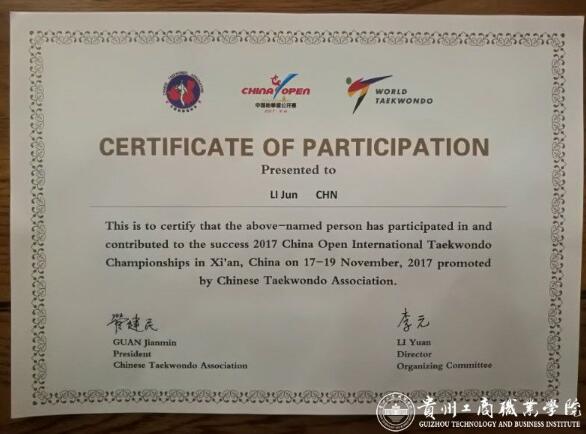 CHINA OPEN
中国跆拳道公开赛
WORLD
TAEKWONDO
CERTIFICATE OF PARTICIPATION
Presented to
LI Jun CHN
This is to certify that the above-named person has participated in and
contributed to the success 2017 China Open International Taekwondo
Championships in Xi'an, China on 17-19 November, 2017 promoted
by Chinese Taekwondo Association.
管建民 李元
GUAN Jianmin LI Yuan
President Director
Chinese Taekwondo Association Organizing Committee
貴州工商職業学院
GUIZHOU TECHNOLOGY AND BUSINESS INSTITUTE